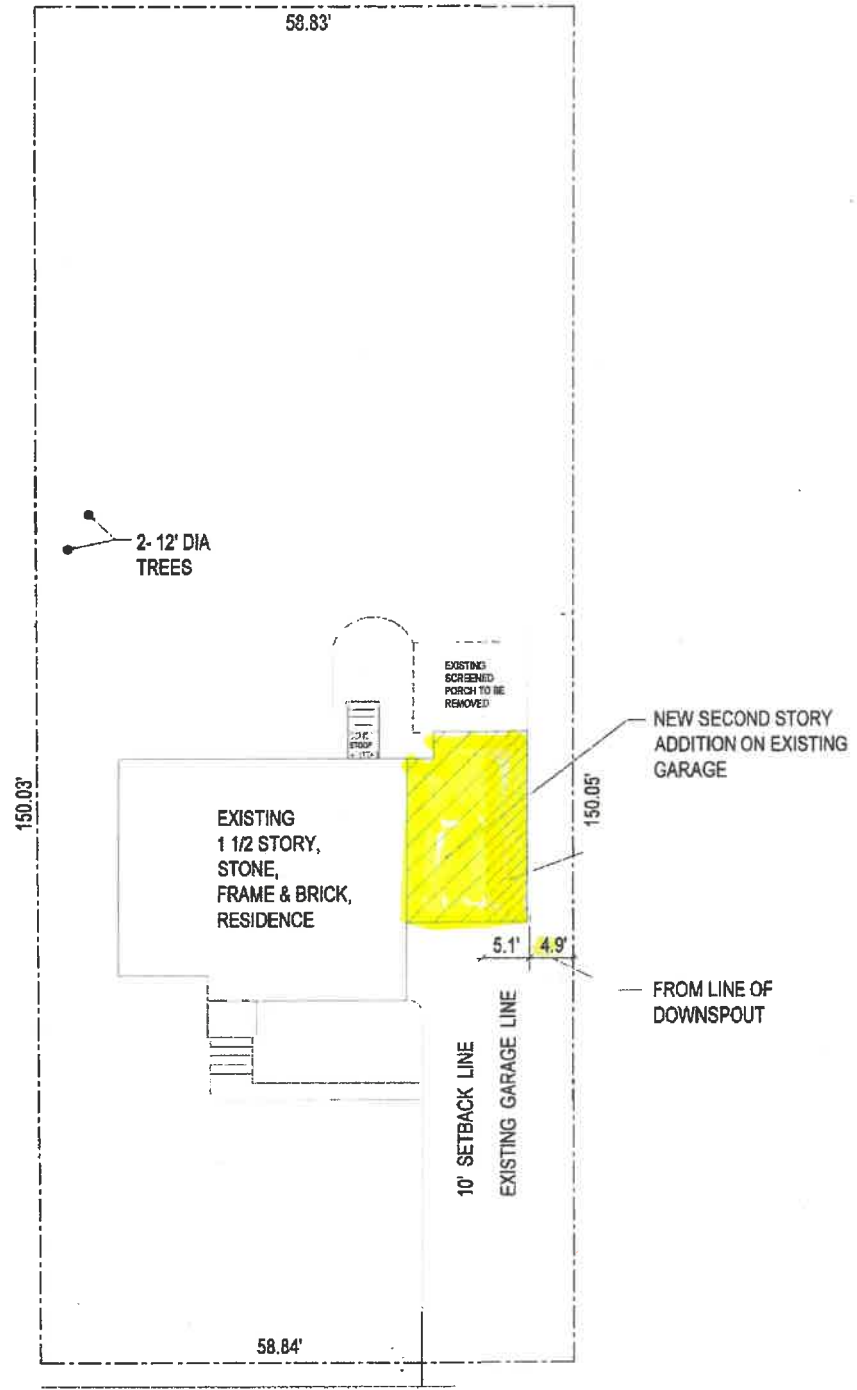 58.83'
2- 12' DIA
TREES
EXISTING
SCREENED
PORCH TO BE
REMOVED
STOOP
NEW SECOND STORY
ADDITION ON EXISTING
GARAGE
150.03'
150.05'
EXISTING
1 1/2 STORY,
STONE,
FRAME & BRICK,
RESIDENCE
5.1'
4.9'
FROM LINE OF
DOWNSPOUT
10' SETBACK LINE
EXISTING GARAGE LINE
58.84'